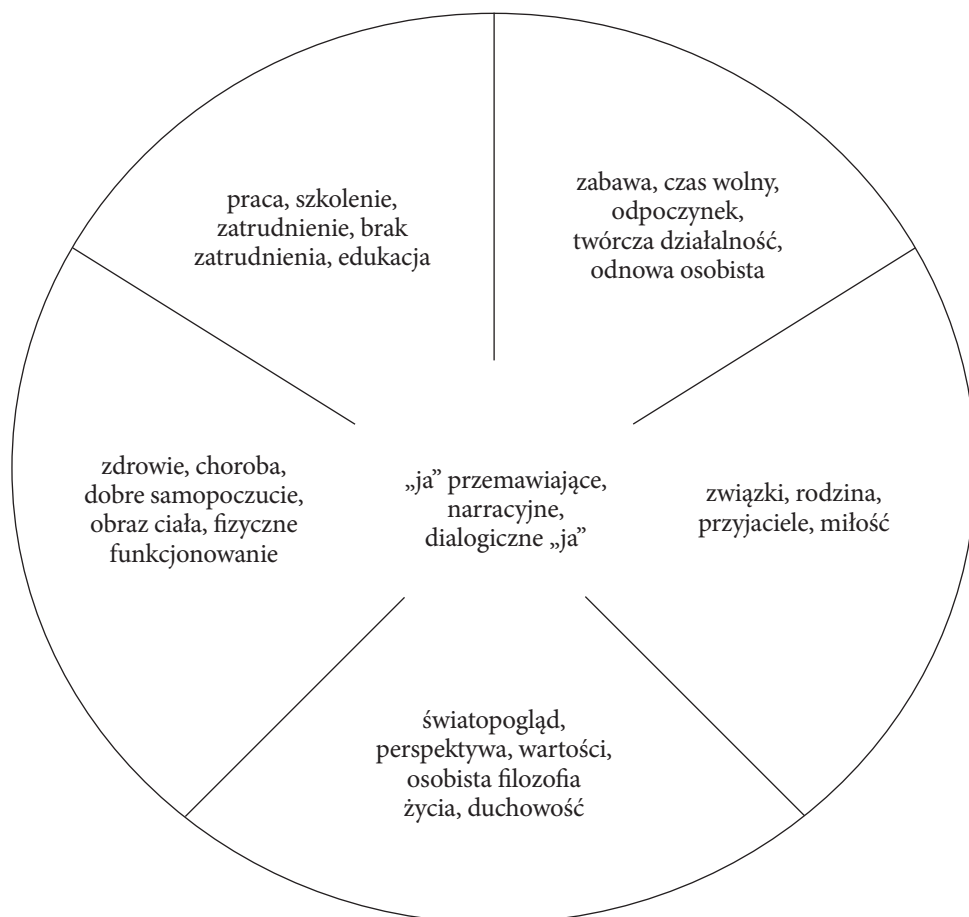 praca, szkolenie,
zatrudnienie, brak
zatrudnienia, edukacja
zabawa, czas wolny,
odpoczynek,
twórcza działalność,
odnowa osobista
zdrowie, choroba,
dobre samopoczucie,
obraz ciała, fizyczne
funkcjonowanie
„ja” przemawiające,
narracyjne,
dialogiczne „ja”
związki, rodzina,
przyjaciele, miłość
światopogląd,
perspektywa, wartości,
osobista filozofia
życia, duchowość